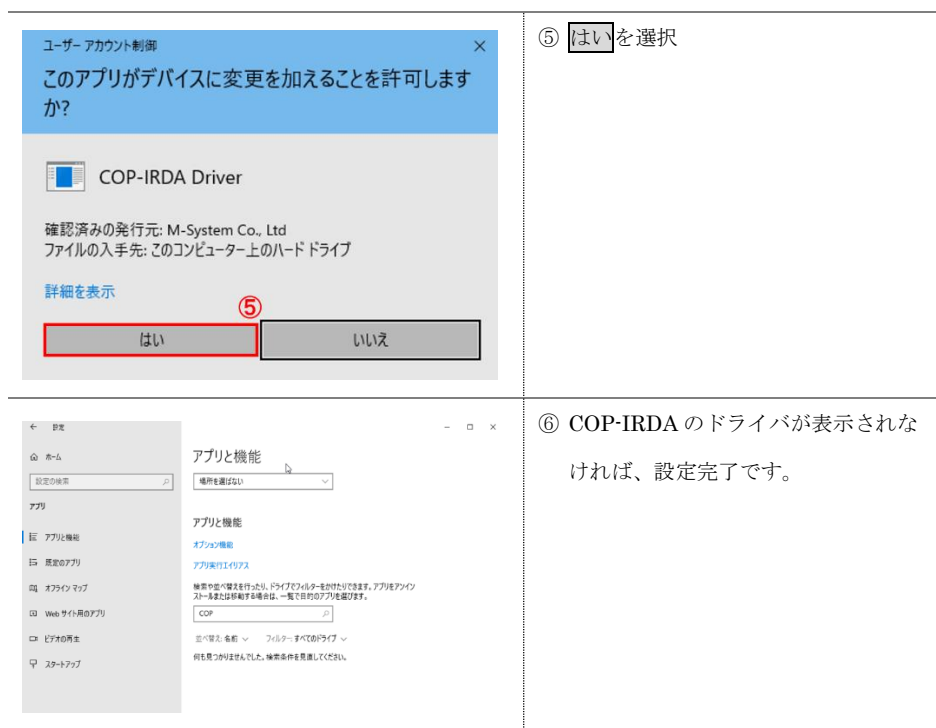 ユーザー アカウント制御
×
このアプリがデバイスに変更を加えることを許可します
か?
COP-IRDA Driver
確認済みの発行元: M-System Co., Ltd
ファイルの入手先: このコンピューター上のハード ドライブ
詳細を表示
⑤
はい
いいえ
⑤ はいを選択
← 設定
ホーム
設定の検索
アプリ
アプリと機能
既定のアプリ
オフライン マップ
Web サイト用のアプリ
ビデオの再生
スタートアップ
アプリと機能
場所を選ばない
アプリと機能
オプション機能
アプリ実行エイリアス
検索や並べ替えを行ったり、ドライブでフィルターをかけたりできます。アプリをアンイン
ストールまたは移動する場合は、一覧で目的のアプリを選びます。
COP
並べ替え: 名前 フィルター: すべてのドライブ
何も見つかりませんでした。検索条件を見直してください。
⑥ COP-IRDA のドライバが表示されな
ければ、設定完了です。